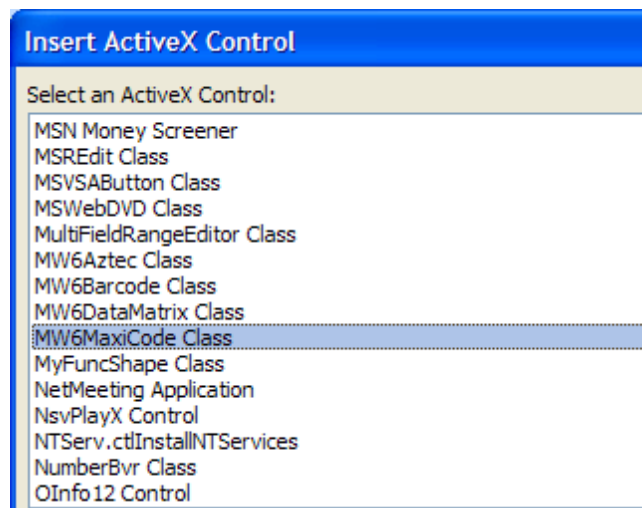 Insert ActiveX Control
Select an ActiveX Control:
MSN Money Screener
MSREdit Class
MSVSAButton Class
MSWebDVD Class
MultiFieldRangeEditor Class
MW6Aztec Class
MW6Barcode Class
MW6DataMatrix Class
MW6MaxiCode Class
MyFuncShape Class
NetMeeting Application
NsvPlayX Control
NTServ.ctlInstallNTServices
NumberBvr Class
OInfo12 Control